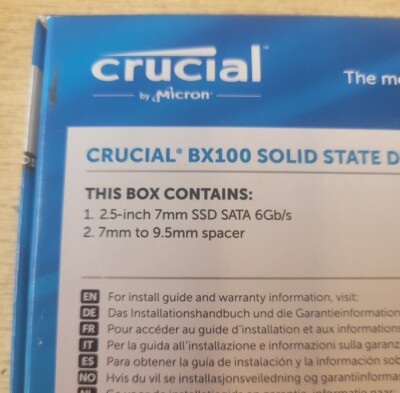 crucial
by Micron
The
CRUCIAL® BX100 SOLID STATE
THIS BOX CONTAINS:
1. 2.5-inch 7mm SSD SATA 6Gb/s
2. 7mm to 9.5mm spacer
EN For install guide and warranty information, visit:
DE Das Installationshandbuch und die Garantieinformation
FR Pour accéder au guide d'installation et aux informations
IT Per la guida all'installazione e informazioni sulla
ES Para obtener la guía de instalación y la información
NO Hvis du vil se installasjonsveiledning og